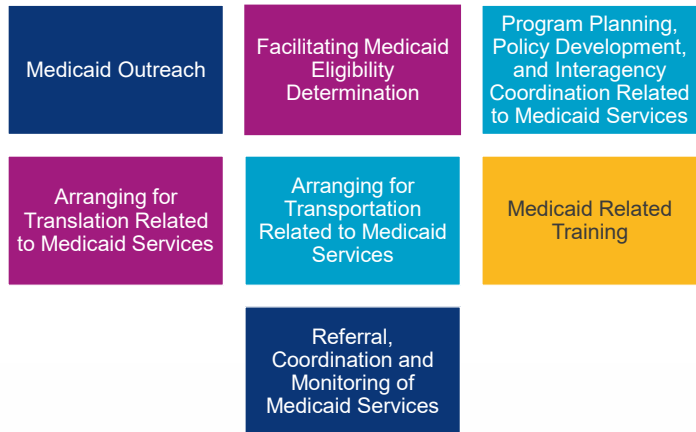 Medicaid Outreach
Facilitating Medicaid
Eligibility
Determination
Program Planning,
Policy Development,
and Interagency
Coordination Related
to Medicaid Services
Arranging for
Translation Related
to Medicaid Services
Arranging for
Transportation
Related to Medicaid
Services
Medicaid Related
Training
Referral,
Coordination and
Monitoring of
Medicaid Services